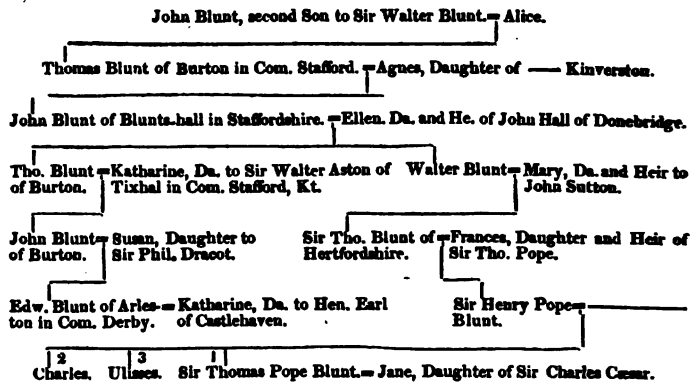 John Blunt, second Son to Sir Walter Blunt.=Alice.
Thomas Blunt of Burton in Com. Stafford.=Agnes, Daughter of —— Kinverston.
John Blunt of Blunts-hall in Staffordshire.=Ellen. Da. and He. of John Hall of Donebridge.
Tho. Blunt=Katharine, Da. to Sir Walter Aston of Walter Blunt=Mary, Da. and Heir to
of Burton. Tixhal in Com. Stafford, Kt. John Sutton.
John Blunt=Susan, Daughter to Sir Tho. Blunt of=Frances, Daughter and Heir of
of Burton. Sir Phil. Dracot. Hertfordshire. Sir Tho. Pope.
Edw. Blunt of Arles-=Katharine, Da. to Hen. Earl Sir Henry Pope=
ton in Com. Derby. of Castlehaven. Blunt.
2 3 1
Charles. Ulisses. Sir Thomas Pope Blunt.=Jane, Daughter of Sir Charles Cæsar.